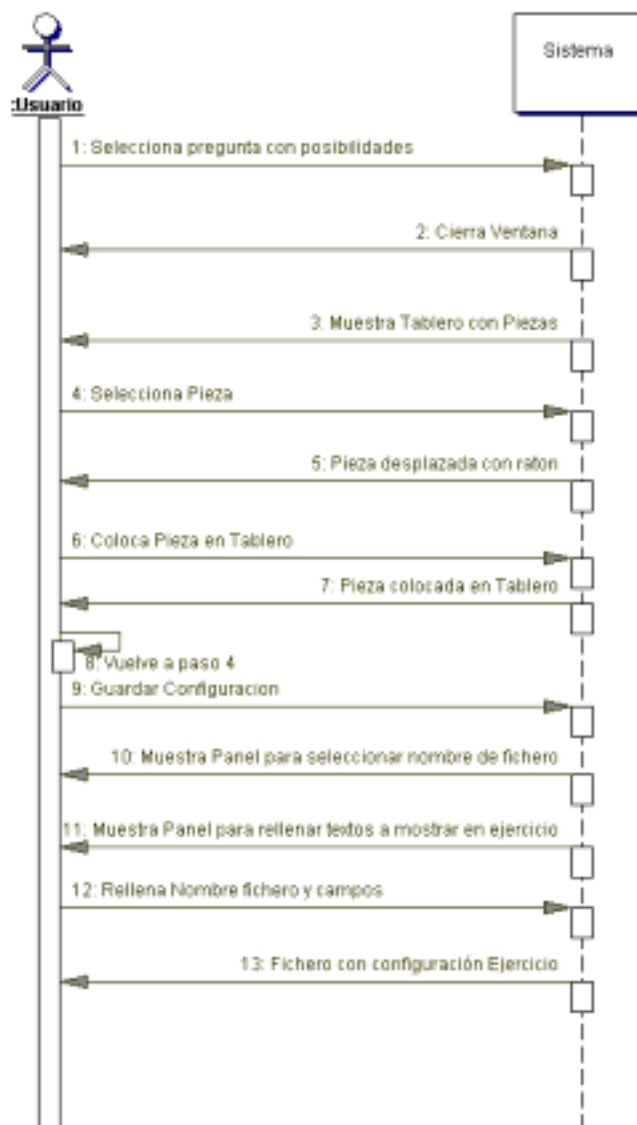 :Usuario
Sistema
1: Selecciona pregunta con posibilidades
2: Cierra Ventana
3: Muestra Tablero con Piezas
4: Selecciona Pieza
5: Pieza desplazada con raton
6: Coloca Pieza en Tablero
7: Pieza colocada en Tablero
8: Vuelve a paso 4
9: Guardar Configuracion
10: Muestra Panel para seleccionar nombre de fichero
11: Muestra Panel para rellenar textos a mostrar en ejercicio
12: Rellena Nombre fichero y campos
13: Fichero con configuración Ejercicio